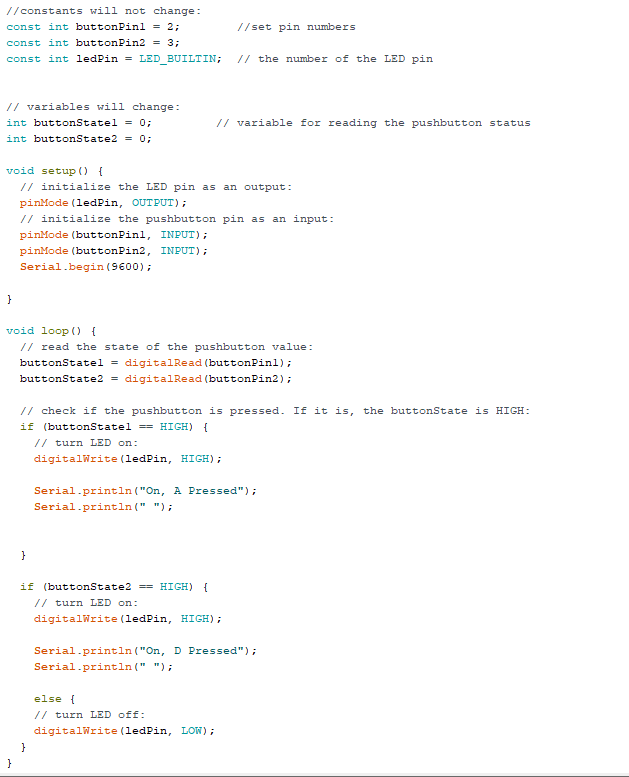 //constants will not change:
const int buttonPin1 = 2;        //set pin numbers
const int buttonPin2 = 3;
const int ledPin = LED_BUILTIN;  // the number of the LED pin
// variables will change:
int buttonState1 = 0;         // variable for reading the pushbutton status
int buttonState2 = 0;
void setup() {
  // initialize the LED pin as an output:
  pinMode(ledPin, OUTPUT);
  // initialize the pushbutton pin as an input:
  pinMode(buttonPin1, INPUT);
  pinMode(buttonPin2, INPUT);
  Serial.begin(9600);
}
void loop() {
  // read the state of the pushbutton value:
  buttonState1 = digitalRead(buttonPin1);
  buttonState2 = digitalRead(buttonPin2);
  // check if the pushbutton is pressed. If it is, the buttonState is HIGH:
  if (buttonState1 == HIGH) {
    // turn LED on:
    digitalWrite(ledPin, HIGH);
    Serial.println("On, A Pressed");
    Serial.println(" ");
  }
  if (buttonState2 == HIGH) {
    // turn LED on:
    digitalWrite(ledPin, HIGH);
    Serial.println("On, D Pressed");
    Serial.println(" ");
    else {
    // turn LED off:
    digitalWrite(ledPin, LOW);
  }
}